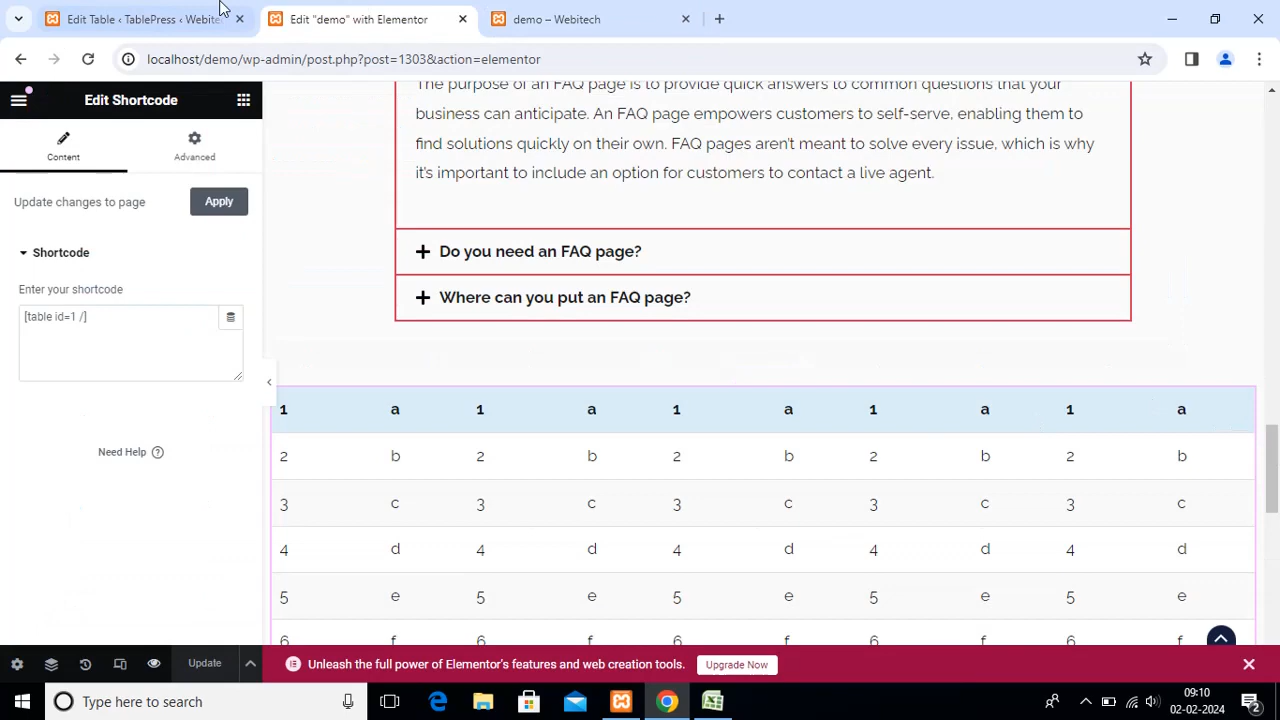 Edit Table ‹ TablePress ‹ Webite
Edit "demo" with Elementor
demo – Webitech
localhost/demo/wp-admin/post.php?post=1303&action=elementor
Edit Shortcode
Content
Advanced
Update changes to page
Apply
Shortcode
Enter your shortcode
[table id=1 /]
Need Help
The purpose of an FAQ page is to provide quick answers to common questions that your
business can anticipate. An FAQ page empowers customers to self-serve, enabling them to
find solutions quickly on their own. FAQ pages aren't meant to solve every issue, which is why
it's important to include an option for customers to contact a live agent.
Do you need an FAQ page?
Where can you put an FAQ page?
1 a 1 a 1 a 1 a 1 a
2 b 2 b 2 b 2 b 2 b
3 c 3 c 3 c 3 c 3 c
4 d 4 d 4 d 4 d 4 d
5 e 5 e 5 e 5 e 5 e
6 f 6 f 6 f 6 f 6 f
Update
Unleash the full power of Elementor's features and web creation tools.
Upgrade Now
Type here to search
09:10
02-02-2024
2